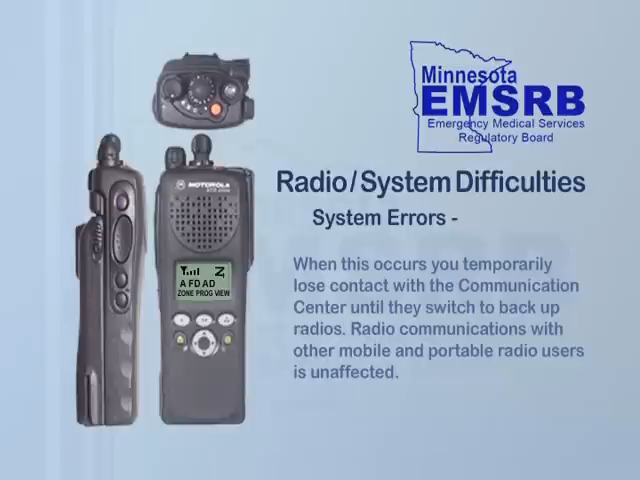 Minnesota
EMSRB
Emergency Medical Services
Regulatory Board
Radio/System Difficulties
System Errors -
When this occurs you temporarily
lose contact with the Communication
Center until they switch to back up
radios. Radio communications with
other mobile and portable radio users
is unaffected.
MOTOROLA
A FD AD
ZONE PROG VIEW